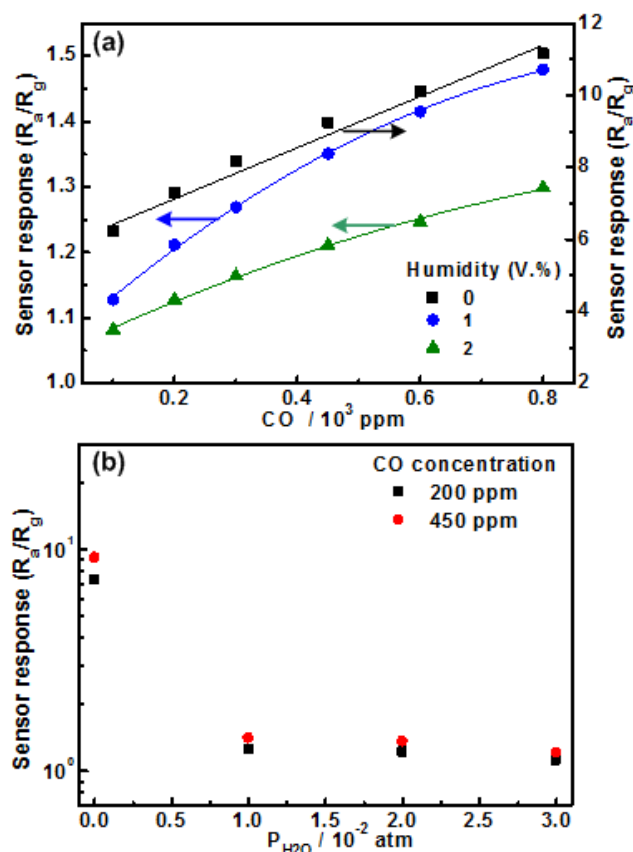 (a)
Sensor response (Ra/Rg)
1.5
1.4
1.3
1.2
1.1
1.0
12
10
8
6
4
2
Sensor response (Ra/Rg)
Humidity (V.%)
0
1
2
0.2 0.4 0.6 0.8
CO / 10³ ppm
(b)
Sensor response (Ra/Rg)
10¹
10⁰
CO concentration
200 ppm
450 ppm
0.0 0.5 1.0 1.5 2.0 2.5 3.0
PH2O / 10⁻² atm